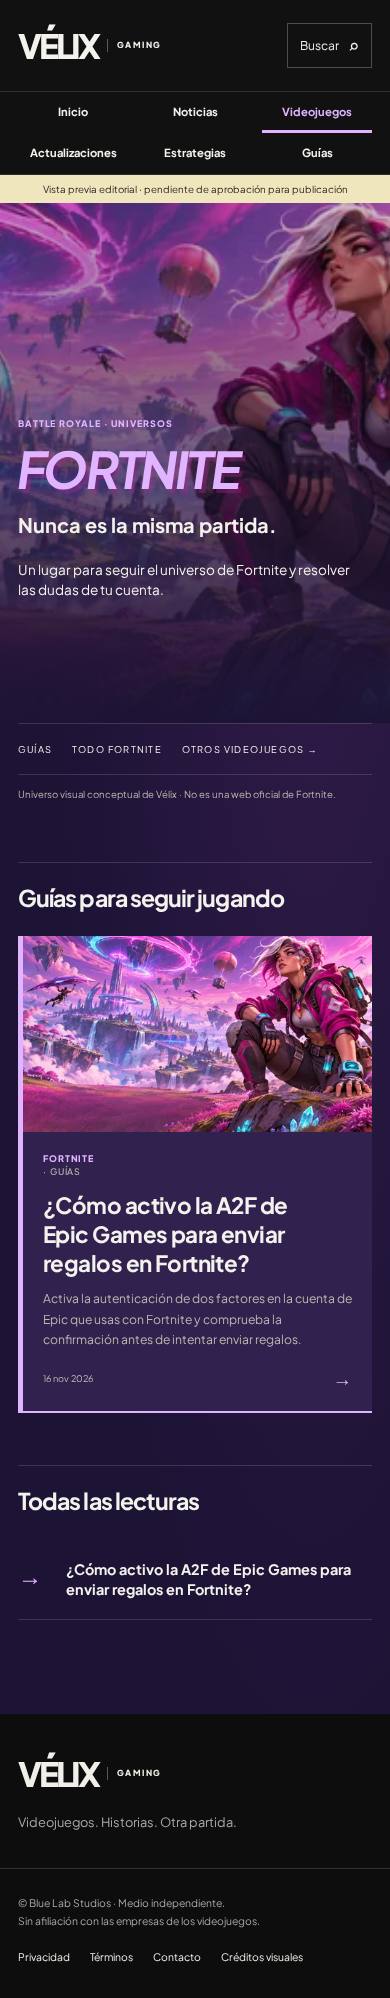 VÉLIX GAMING
Buscar
Inicio Noticias Videojuegos
Actualizaciones Estrategias Guías
Vista previa editorial · pendiente de aprobación para publicación
BATTLE ROYALE · UNIVERSOS
FORTNITE
Nunca es la misma partida.
Un lugar para seguir el universo de Fortnite y resolver
las dudas de tu cuenta.
GUÍAS TODO FORTNITE OTROS VIDEOJUEGOS →
Universo visual conceptual de Vélix · No es una web oficial de Fortnite.
Guías para seguir jugando
FORTNITE
· GUÍAS
¿Cómo activo la A2F de
Epic Games para enviar
regalos en Fortnite?
Activa la autenticación de dos factores en la cuenta de
Epic que usas con Fortnite y comprueba la
confirmación antes de intentar enviar regalos.
16 nov 2026 →
Todas las lecturas
→ ¿Cómo activo la A2F de Epic Games para
enviar regalos en Fortnite?
VÉLIX GAMING
Videojuegos. Historias. Otra partida.
© Blue Lab Studios · Medio independiente.
Sin afiliación con las empresas de los videojuegos.
Privacidad Términos Contacto Créditos visuales